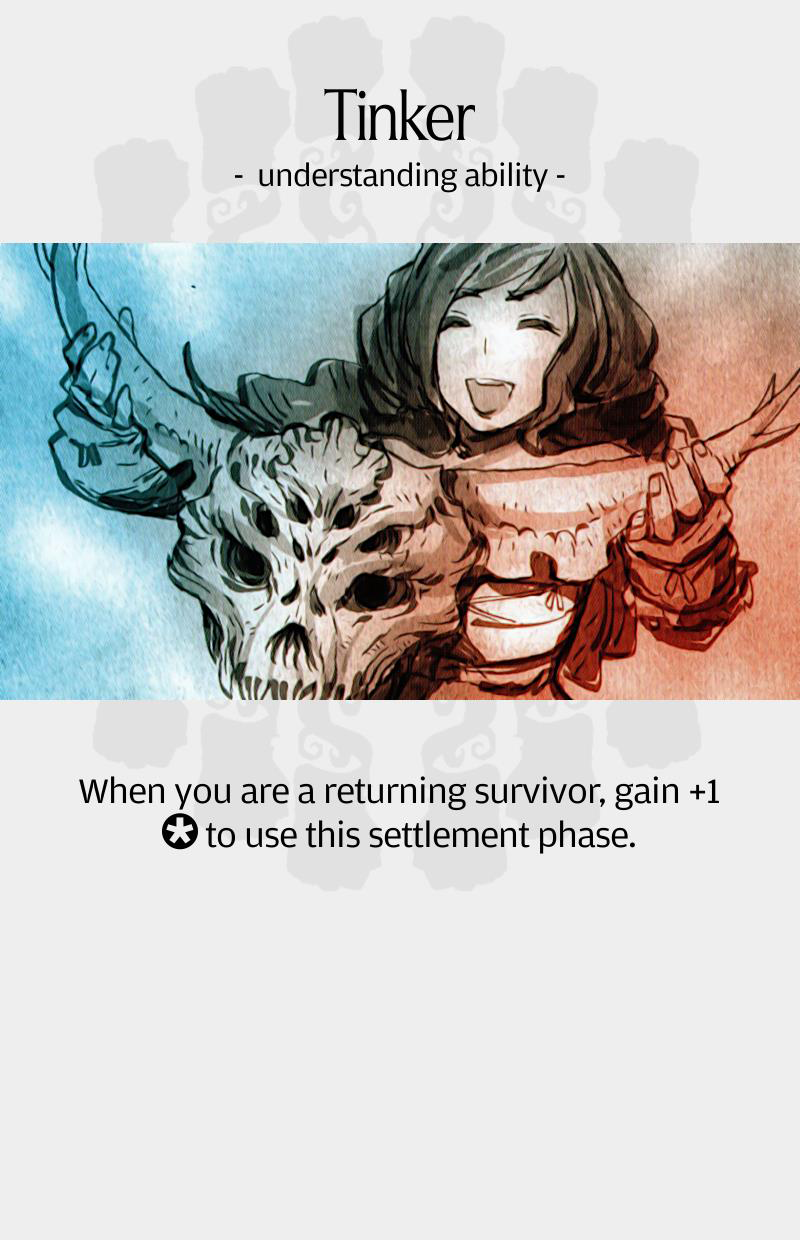 Tinker
- understanding ability -
When you are a returning survivor, gain +1
to use this settlement phase.